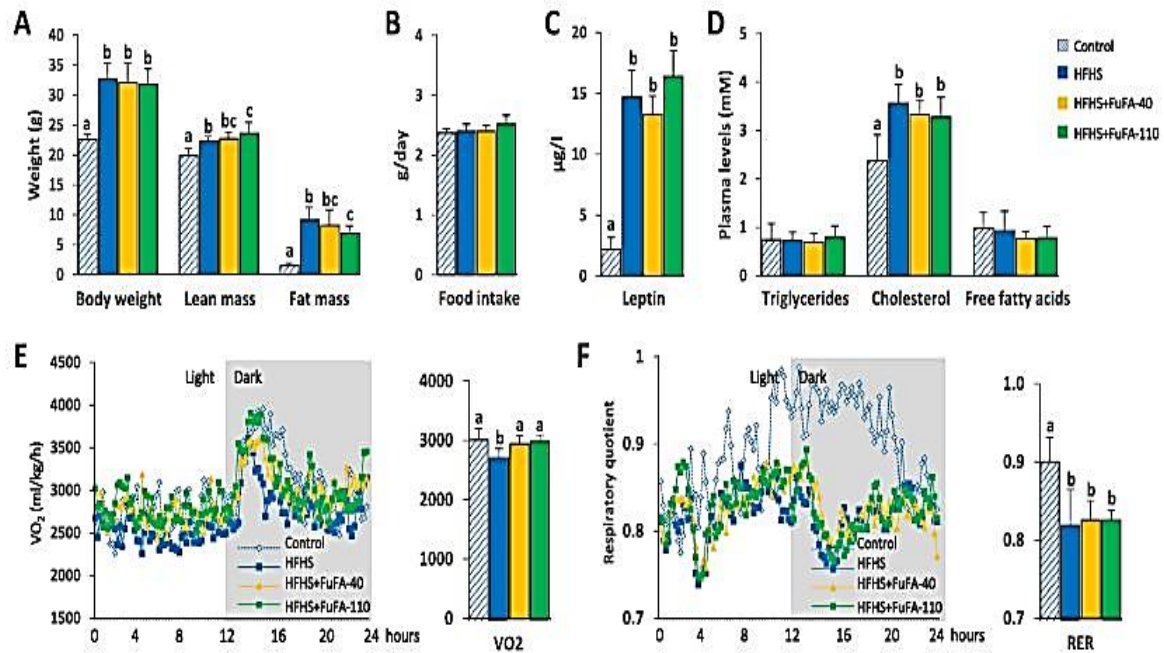 A
Weight (g)
40
35
30
25
20
15
10
5
0
a
b
b
b
a
b
bc
c
a
b
bc
c
Body weight
Lean mass
Fat mass
B
g/day
4
3
2
1
0
Food intake
C
µg/l
20
15
10
5
0
a
b
b
b
Leptin
D
Plasma levels (mM)
5
4
3
2
1
0
a
b
b
b
Triglycerides
Cholesterol
Free fatty acids
Control
HFHS
HFHS+FuFA-40
HFHS+FuFA-110
E
VO₂ (ml/kg/h)
4500
4000
3500
3000
2500
2000
1500
Light
Dark
Control
HFHS
HFHS+FuFA-40
HFHS+FuFA-110
0 4 8 12 16 20 24 hours
4000
3000
2000
1000
0
a
b
a
a
VO2
F
Respiratory quotient
1
0.9
0.8
0.7
Light
Dark
Control
HFHS
HFHS+FuFA-40
HFHS+FuFA-110
0 4 8 12 16 20 24 hours
1.0
0.9
0.8
0.7
a
b
b
b
RER